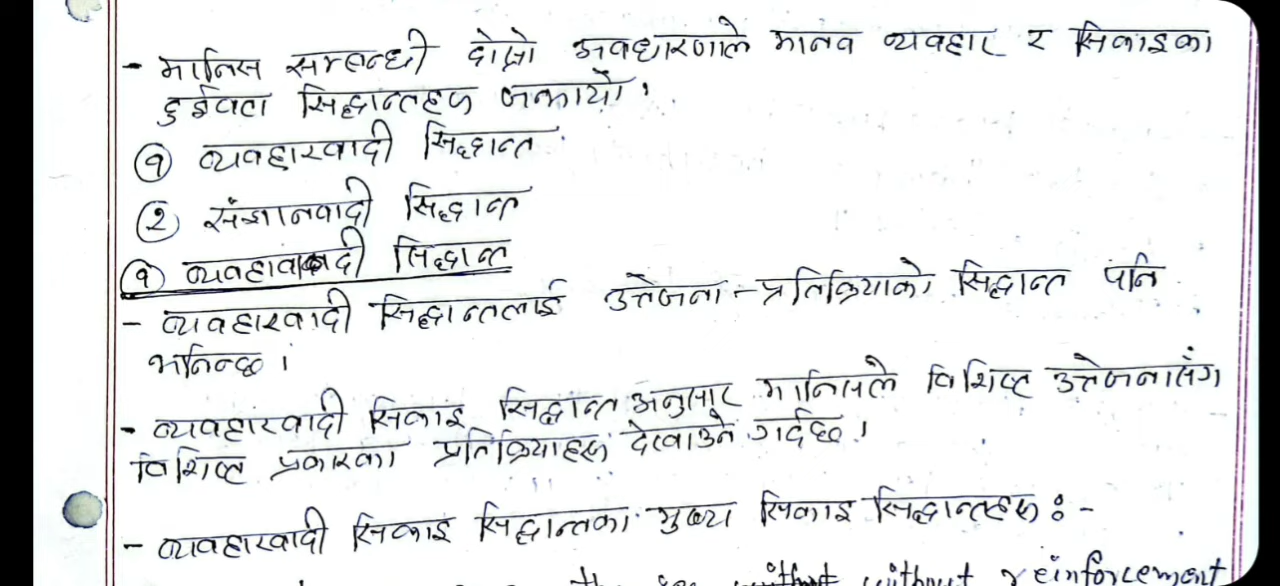 - मानिस सम्बन्धी दोस्रो अवधारणाले मानव व्यवहार र सिकाइका
दुईवटा सिद्धान्तहरू जन्मायो।
① व्यवहारवादी सिद्धान्त
② संज्ञानवादी सिद्धान्त
① व्यवहारवादी सिद्धान्त
- व्यवहारवादी सिद्धान्तलाई उत्तेजना-प्रतिक्रियाको सिद्धान्त पनि
भनिन्छ।
- व्यवहारवादी सिकाइ सिद्धान्त अनुसार मानिसले विशिष्ट उत्तेजनासँग
विशिष्ट प्रकारका प्रतिक्रियाहरू देखाउने गर्दछ।
- व्यवहारवादी सिकाइ सिद्धान्तका मुख्य सिकाइ सिद्धान्तहरू :-
without reinforcement